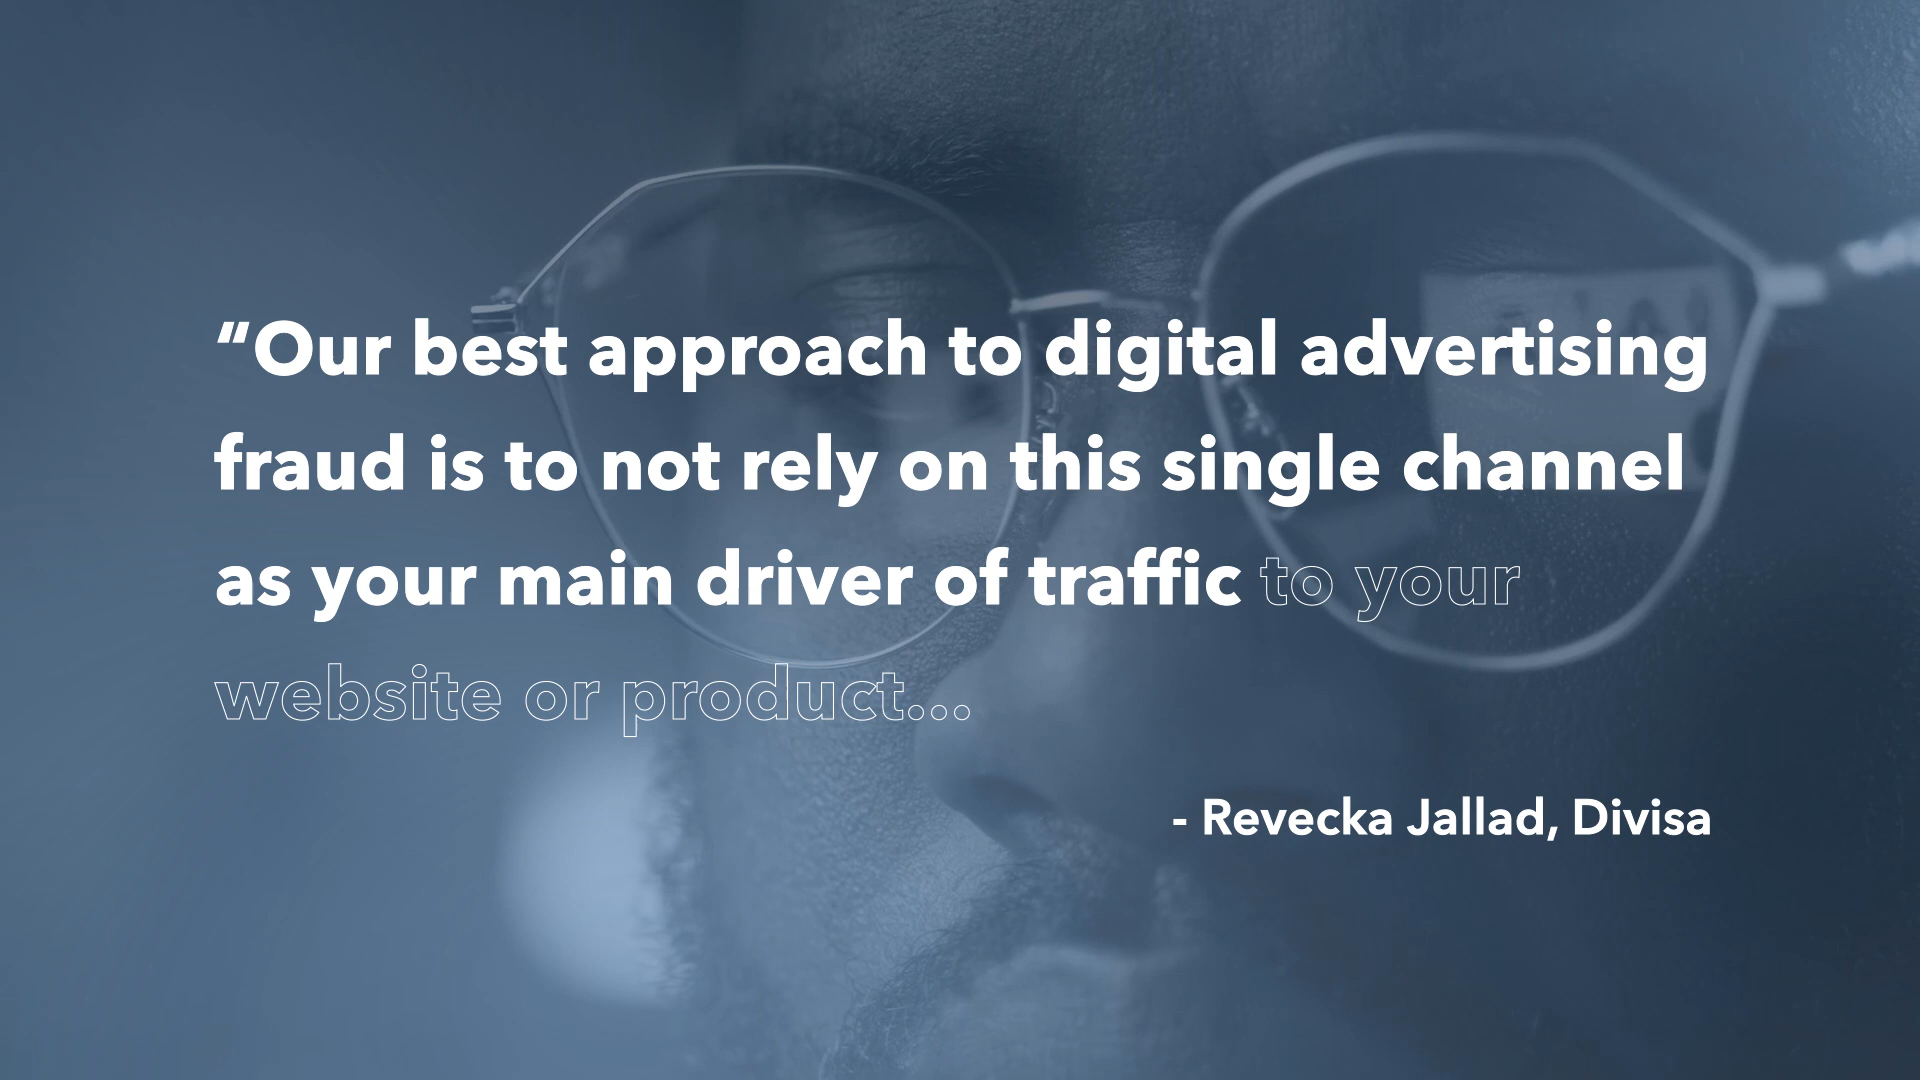 “Our best approach to digital advertising
fraud is to not rely on this single channel
as your main driver of traffic to your
website or product...
- Revecka Jallad, Divisa